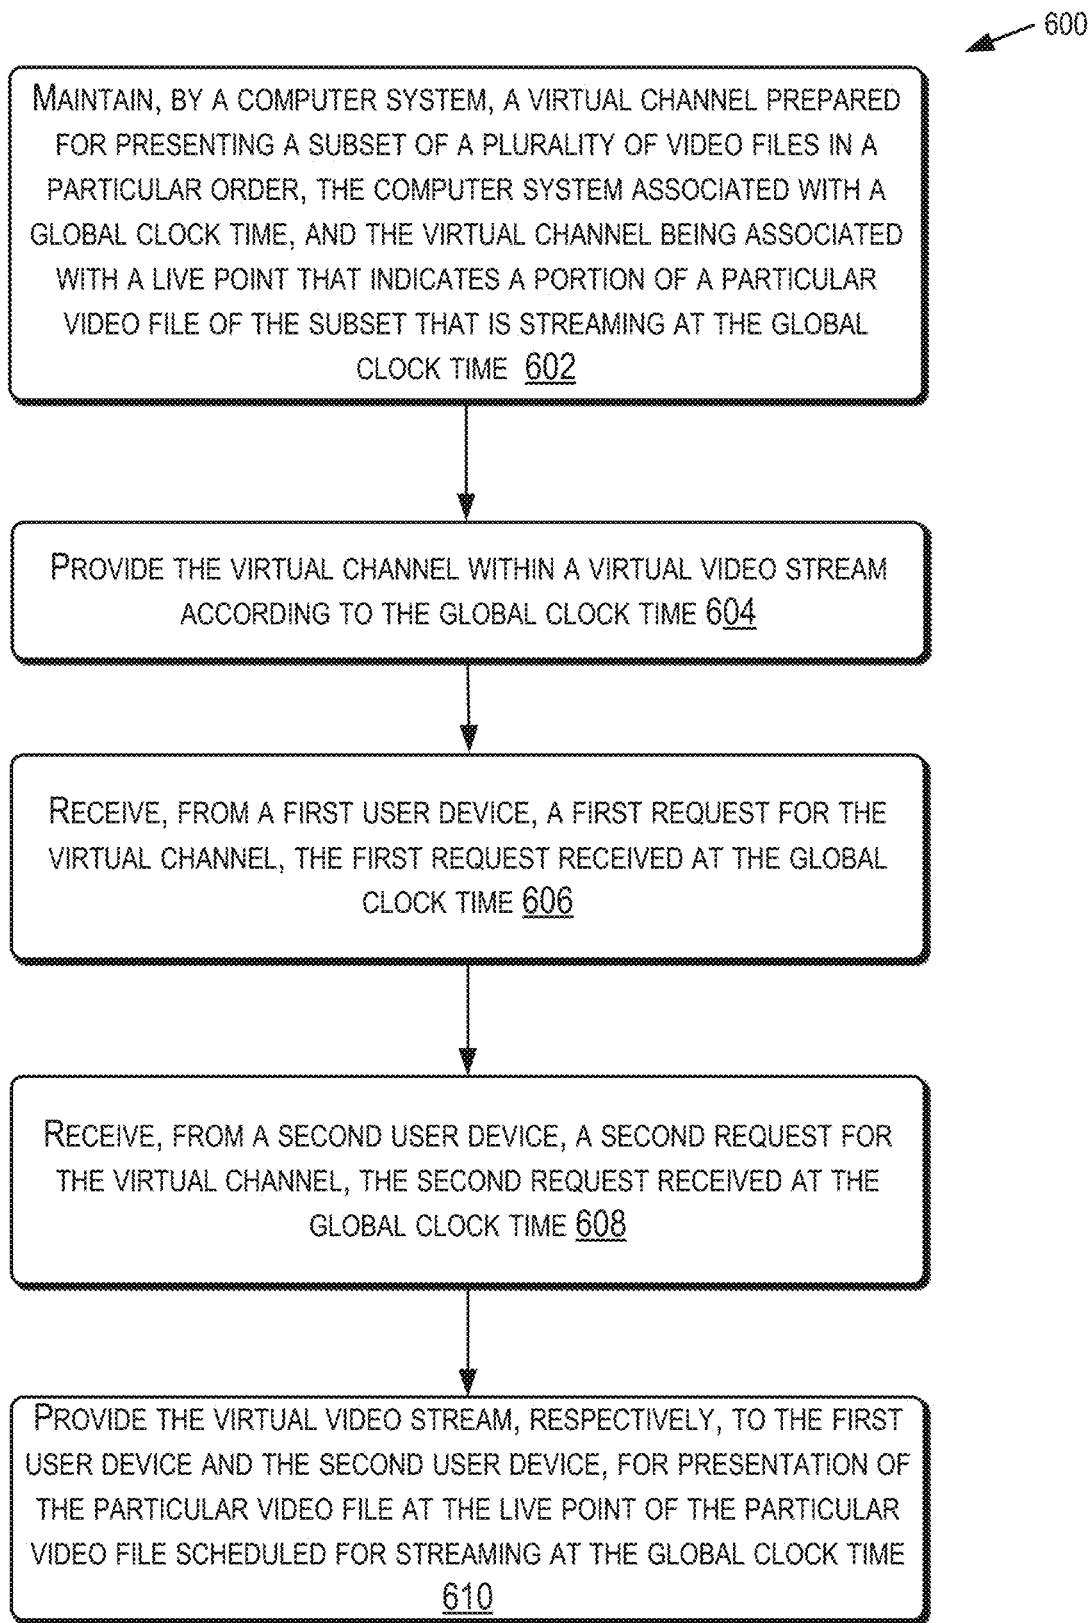 600
MAINTAIN, BY A COMPUTER SYSTEM, A VIRTUAL CHANNEL PREPARED
FOR PRESENTING A SUBSET OF A PLURALITY OF VIDEO FILES IN A
PARTICULAR ORDER, THE COMPUTER SYSTEM ASSOCIATED WITH A
GLOBAL CLOCK TIME, AND THE VIRTUAL CHANNEL BEING ASSOCIATED
WITH A LIVE POINT THAT INDICATES A PORTION OF A PARTICULAR
VIDEO FILE OF THE SUBSET THAT IS STREAMING AT THE GLOBAL
CLOCK TIME 602
PROVIDE THE VIRTUAL CHANNEL WITHIN A VIRTUAL VIDEO STREAM
ACCORDING TO THE GLOBAL CLOCK TIME 604
RECEIVE, FROM A FIRST USER DEVICE, A FIRST REQUEST FOR THE
VIRTUAL CHANNEL, THE FIRST REQUEST RECEIVED AT THE GLOBAL
CLOCK TIME 606
RECEIVE, FROM A SECOND USER DEVICE, A SECOND REQUEST FOR
THE VIRTUAL CHANNEL, THE SECOND REQUEST RECEIVED AT THE
GLOBAL CLOCK TIME 608
PROVIDE THE VIRTUAL VIDEO STREAM, RESPECTIVELY, TO THE FIRST
USER DEVICE AND THE SECOND USER DEVICE, FOR PRESENTATION OF
THE PARTICULAR VIDEO FILE AT THE LIVE POINT OF THE PARTICULAR
VIDEO FILE SCHEDULED FOR STREAMING AT THE GLOBAL CLOCK TIME
610